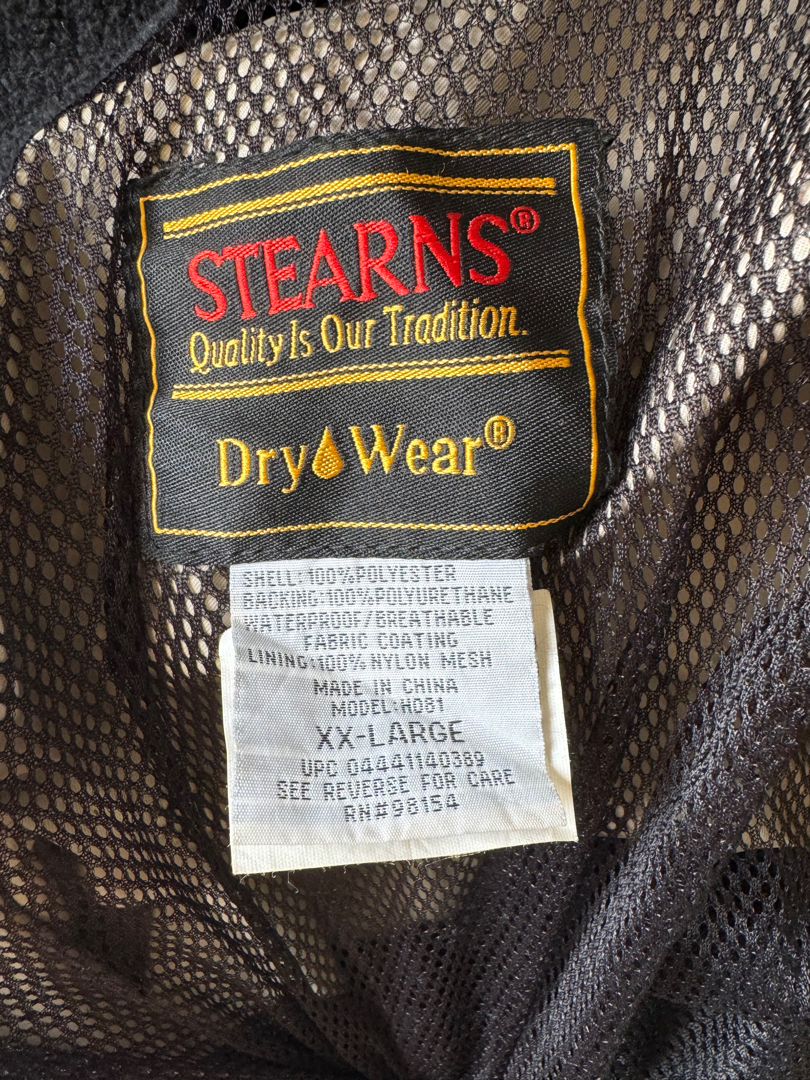 STEARNS®
Quality Is Our Tradition.
Dry Wear®
SHELL:100%POLYESTER
BACKING:100%POLYURETHANE
WATERPROOF/BREATHABLE
FABRIC COATING
LINING:100% NYLON MESH
MADE IN CHINA
MODEL:H081
XX-LARGE
UPC 04441140389
SEE REVERSE FOR CARE
RN#98154